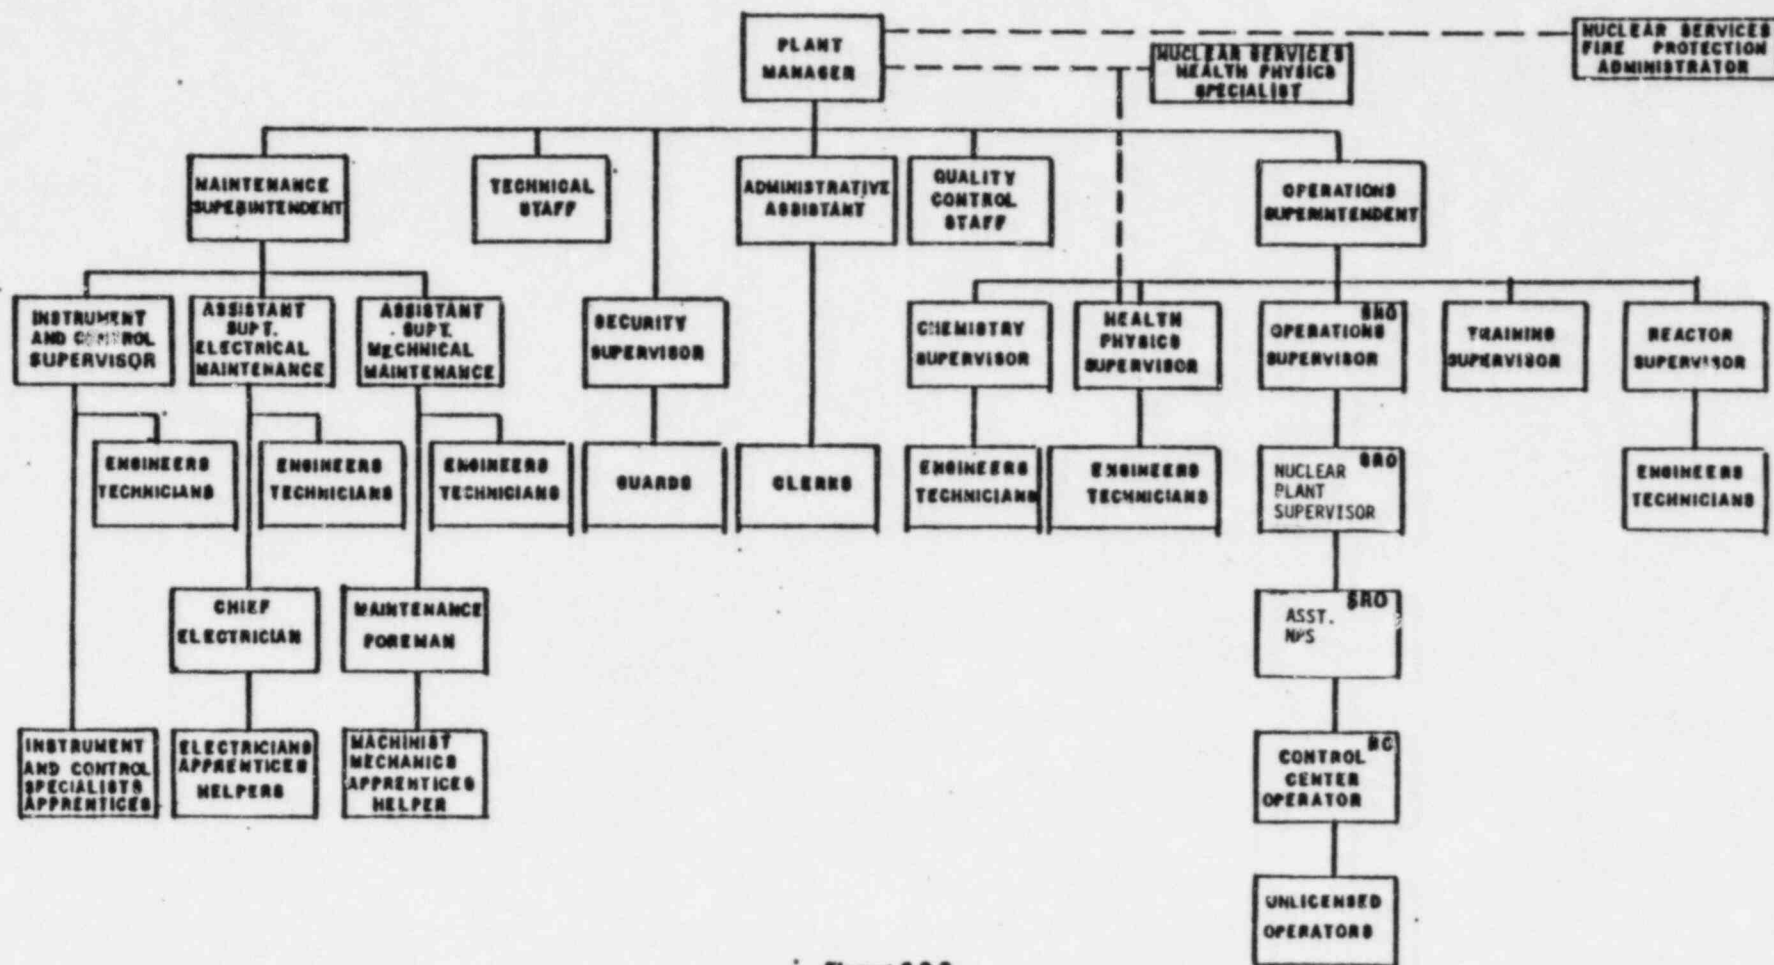 PLANT
MANAGER
NUCLEAR SERVICES
HEALTH PHYSICS
SPECIALIST
NUCLEAR SERVICES
FIRE PROTECTION
ADMINISTRATOR
MAINTENANCE
SUPERINTENDENT
TECHNICAL
STAFF
ADMINISTRATIVE
ASSISTANT
QUALITY
CONTROL
STAFF
OPERATIONS
SUPERINTENDENT
INSTRUMENT
AND CONTROL
SUPERVISOR
ASSISTANT
SUPT.
ELECTRICAL
MAINTENANCE
ASSISTANT
SUPT.
MECHNICAL
MAINTENANCE
SECURITY
SUPERVISOR
CHEMISTRY
SUPERVISOR
HEALTH
PHYSICS
SUPERVISOR
SRO
OPERATIONS
SUPERVISOR
TRAINING
SUPERVISOR
REACTOR
SUPERVISOR
ENGINEERS
TECHNICIANS
ENGINEERS
TECHNICIANS
ENGINEERS
TECHNICIANS
GUARDS
CLERKS
ENGINEERS
TECHNICIANS
ENGINEERS
TECHNICIANS
SRO
NUCLEAR
PLANT
SUPERVISOR
ENGINEERS
TECHNICIANS
CHIEF
ELECTRICIAN
MAINTENANCE
FOREMAN
SRO
ASST.
NPS
INSTRUMENT
AND CONTROL
SPECIALISTS
APPRENTICES
ELECTRICIANS
APPRENTICES
HELPERS
MACHINIST
MECHANICS
APPRENTICES
HELPER
CONTROL
CENTER
OPERATOR
UNLICENSED
OPERATORS